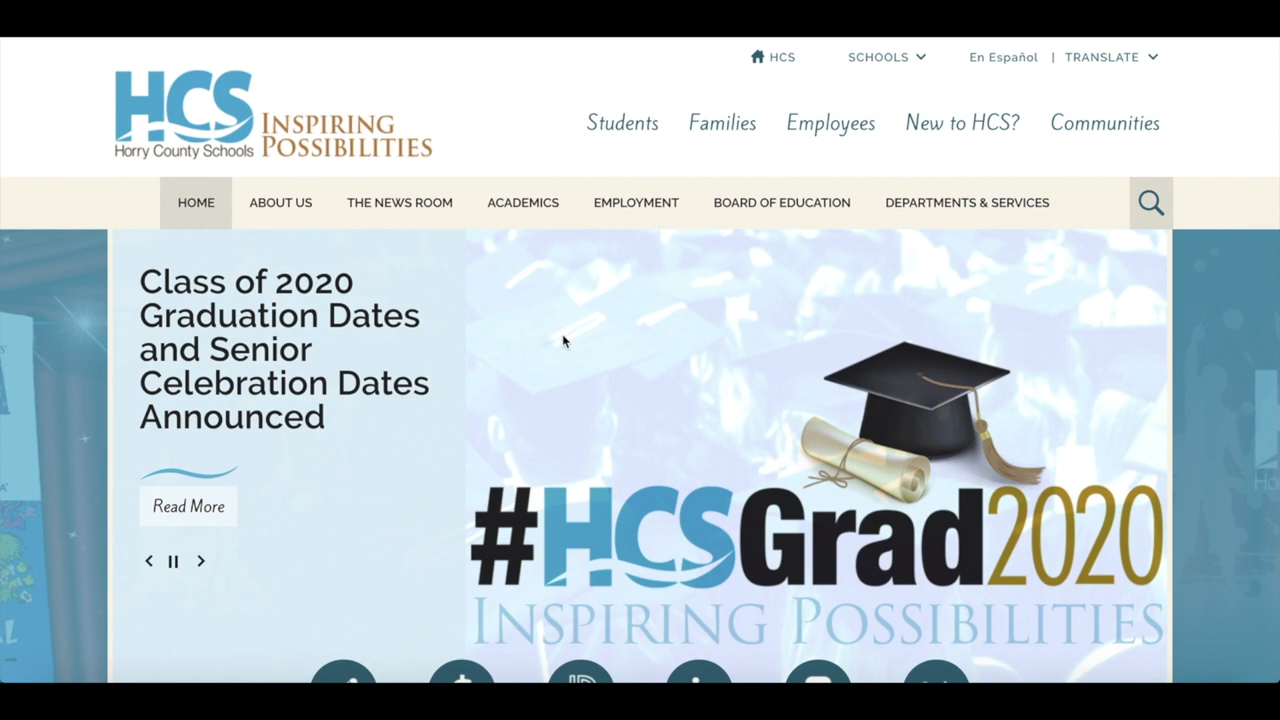 HCS
SCHOOLS
En Español | TRANSLATE
HCS
Horry County Schools
INSPIRING
POSSIBILITIES
Students
Families
Employees
New to HCS?
Communities
HOME
ABOUT US
THE NEWS ROOM
ACADEMICS
EMPLOYMENT
BOARD OF EDUCATION
DEPARTMENTS & SERVICES
Class of 2020
Graduation Dates
and Senior
Celebration Dates
Announced
Read More
#HCSGrad2020
INSPIRING POSSIBILITIES